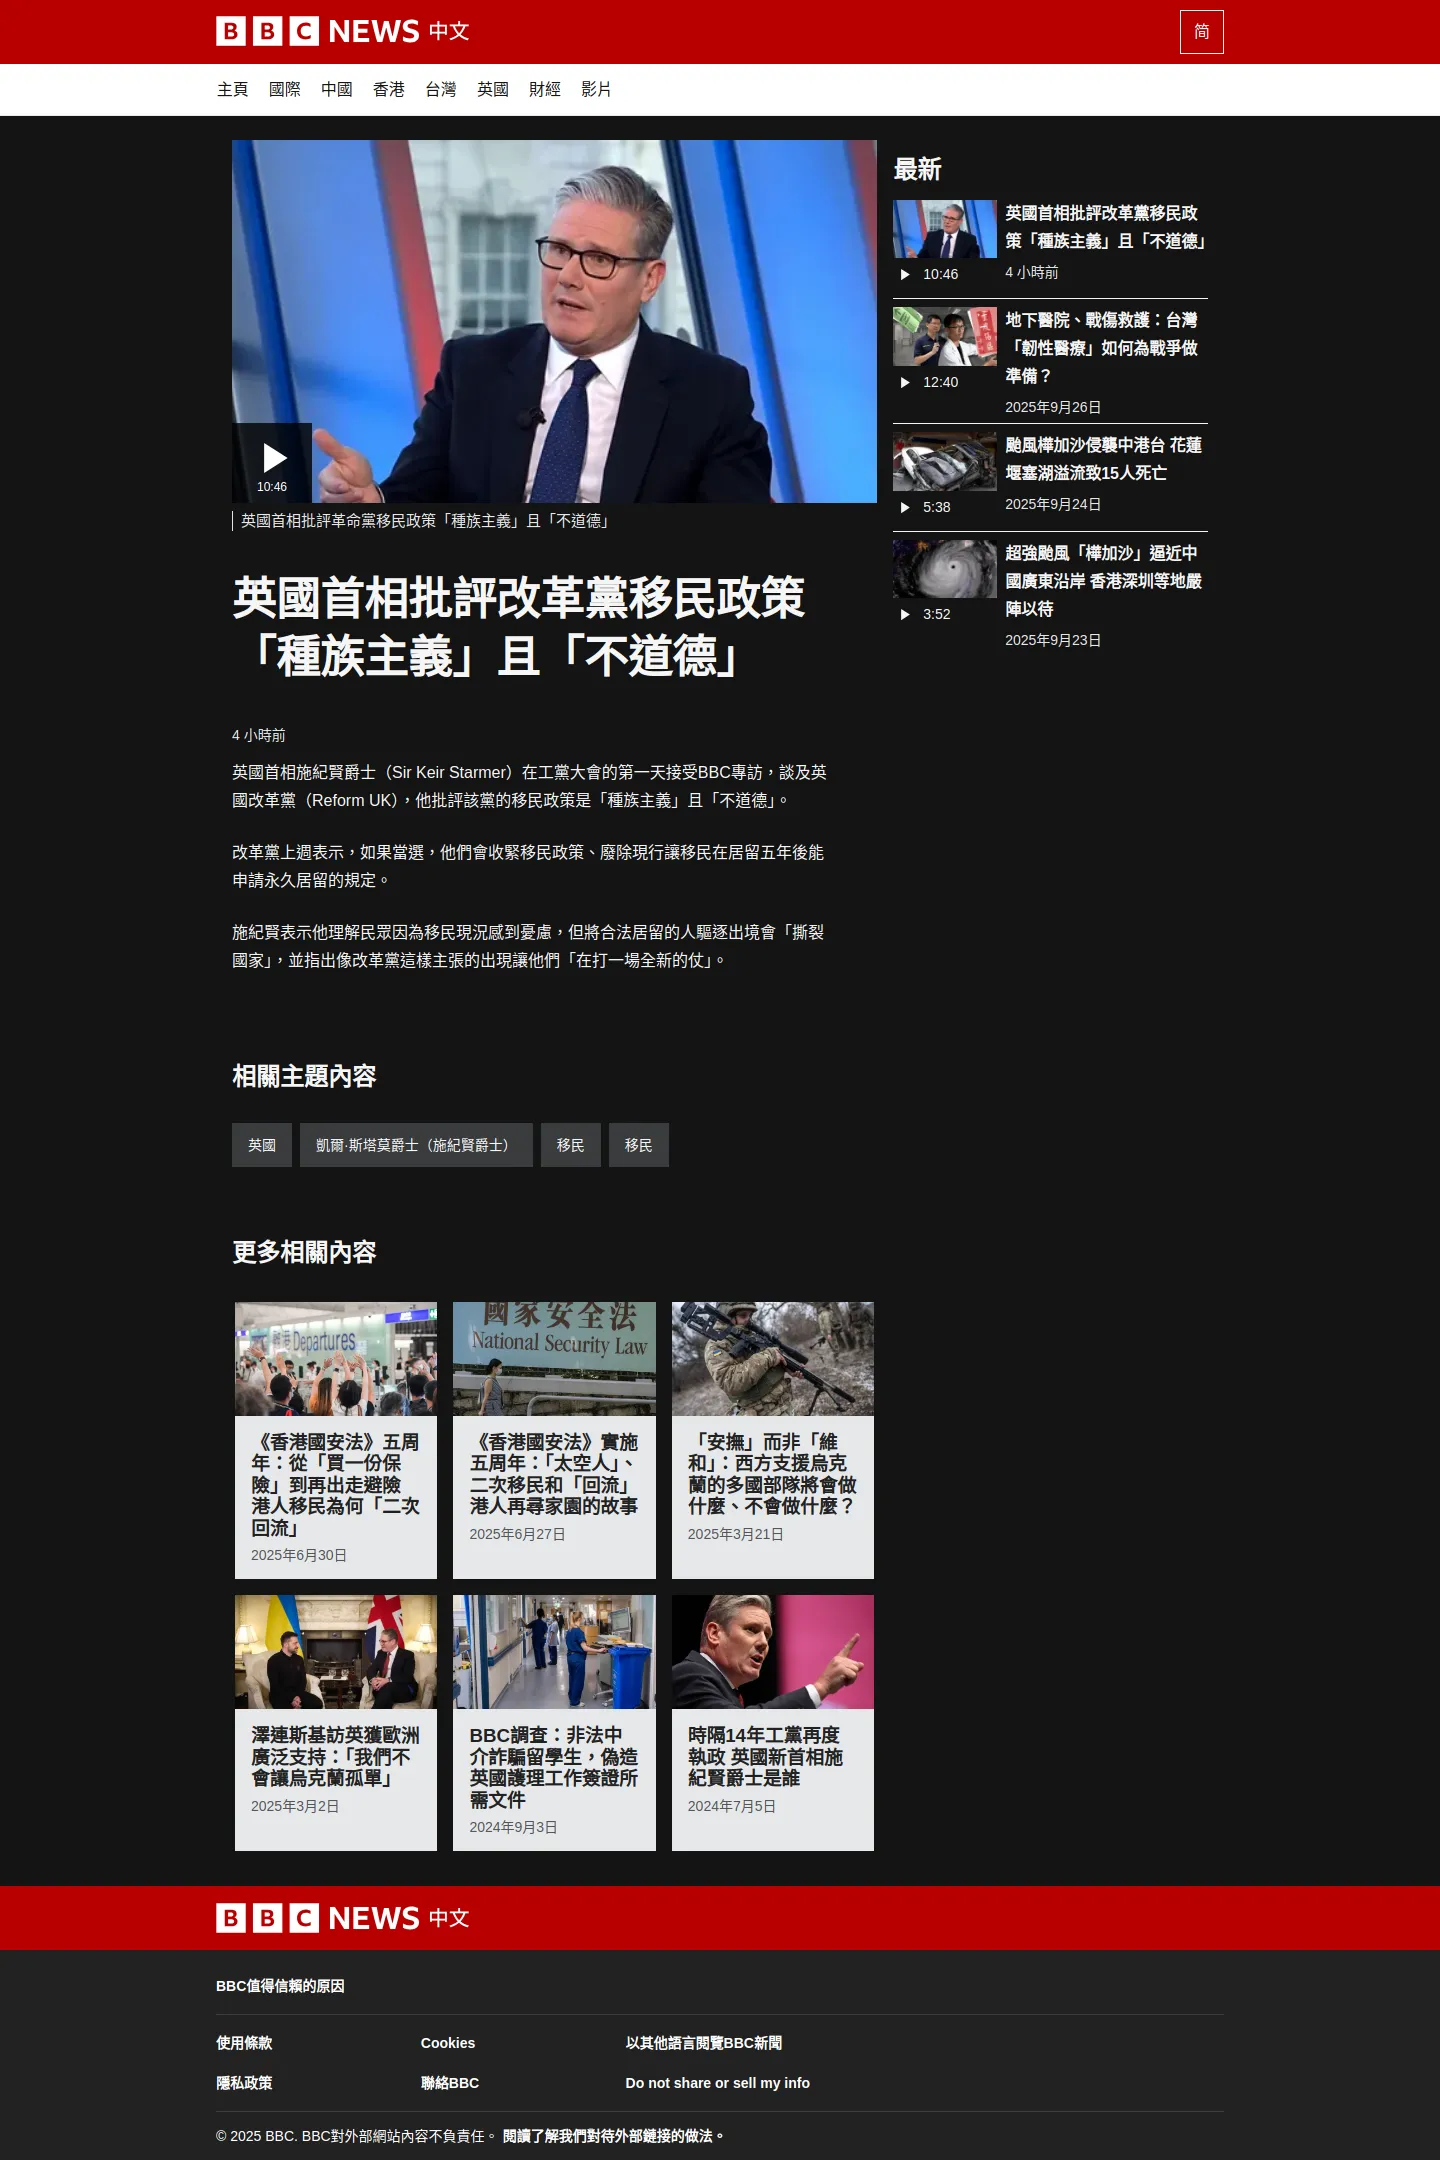 BBC NEWS 中文
简
主頁 國際 中國 香港 台灣 英國 財經 影片
10:46
英國首相批評革命黨移民政策「種族主義」且「不道德」
英國首相批評改革黨移民政策
「種族主義」且「不道德」
4 小時前
英國首相施紀賢爵士（Sir Keir Starmer）在工黨大會的第一天接受BBC專訪，談及英
國改革黨（Reform UK），他批評該黨的移民政策是「種族主義」且「不道德」。
改革黨上週表示，如果當選，他們會收緊移民政策、廢除現行讓移民在居留五年後能
申請永久居留的規定。
施紀賢表示他理解民眾因為移民現況感到憂慮，但將合法居留的人驅逐出境會「撕裂
國家」，並指出像改革黨這樣主張的出現讓他們「在打一場全新的仗」。
最新
英國首相批評改革黨移民政
策「種族主義」且「不道德」
10:46
4 小時前
地下醫院、戰傷救護：台灣
「韌性醫療」如何為戰爭做
準備？
12:40
2025年9月26日
颱風樺加沙侵襲中港台 花蓮
堰塞湖溢流致15人死亡
5:38
2025年9月24日
超強颱風「樺加沙」逼近中
國廣東沿岸 香港深圳等地嚴
陣以待
3:52
2025年9月23日
相關主題內容
英國 凱爾·斯塔莫爵士（施紀賢爵士） 移民 移民
更多相關內容
Departures
《香港國安法》五周
年：從「買一份保
險」到再出走避險
港人移民為何「二次
回流」
2025年6月30日
國家安全法
National Security Law
《香港國安法》實施
五周年：「太空人」、
二次移民和「回流」
港人再尋家園的故事
2025年6月27日
「安撫」而非「維
和」：西方支援烏克
蘭的多國部隊將會做
什麼、不會做什麼？
2025年3月21日
澤連斯基訪英獲歐洲
廣泛支持：「我們不
會讓烏克蘭孤單」
2025年3月2日
BBC調查：非法中
介詐騙留學生，偽造
英國護理工作簽證所
需文件
2024年9月3日
時隔14年工黨再度
執政 英國新首相施
紀賢爵士是誰
2024年7月5日
BBC NEWS 中文
BBC值得信賴的原因
使用條款 Cookies 以其他語言閱覽BBC新聞
隱私政策 聯絡BBC Do not share or sell my info
© 2025 BBC. BBC對外部網站內容不負責任。 閱讀了解我們對待外部鏈接的做法。